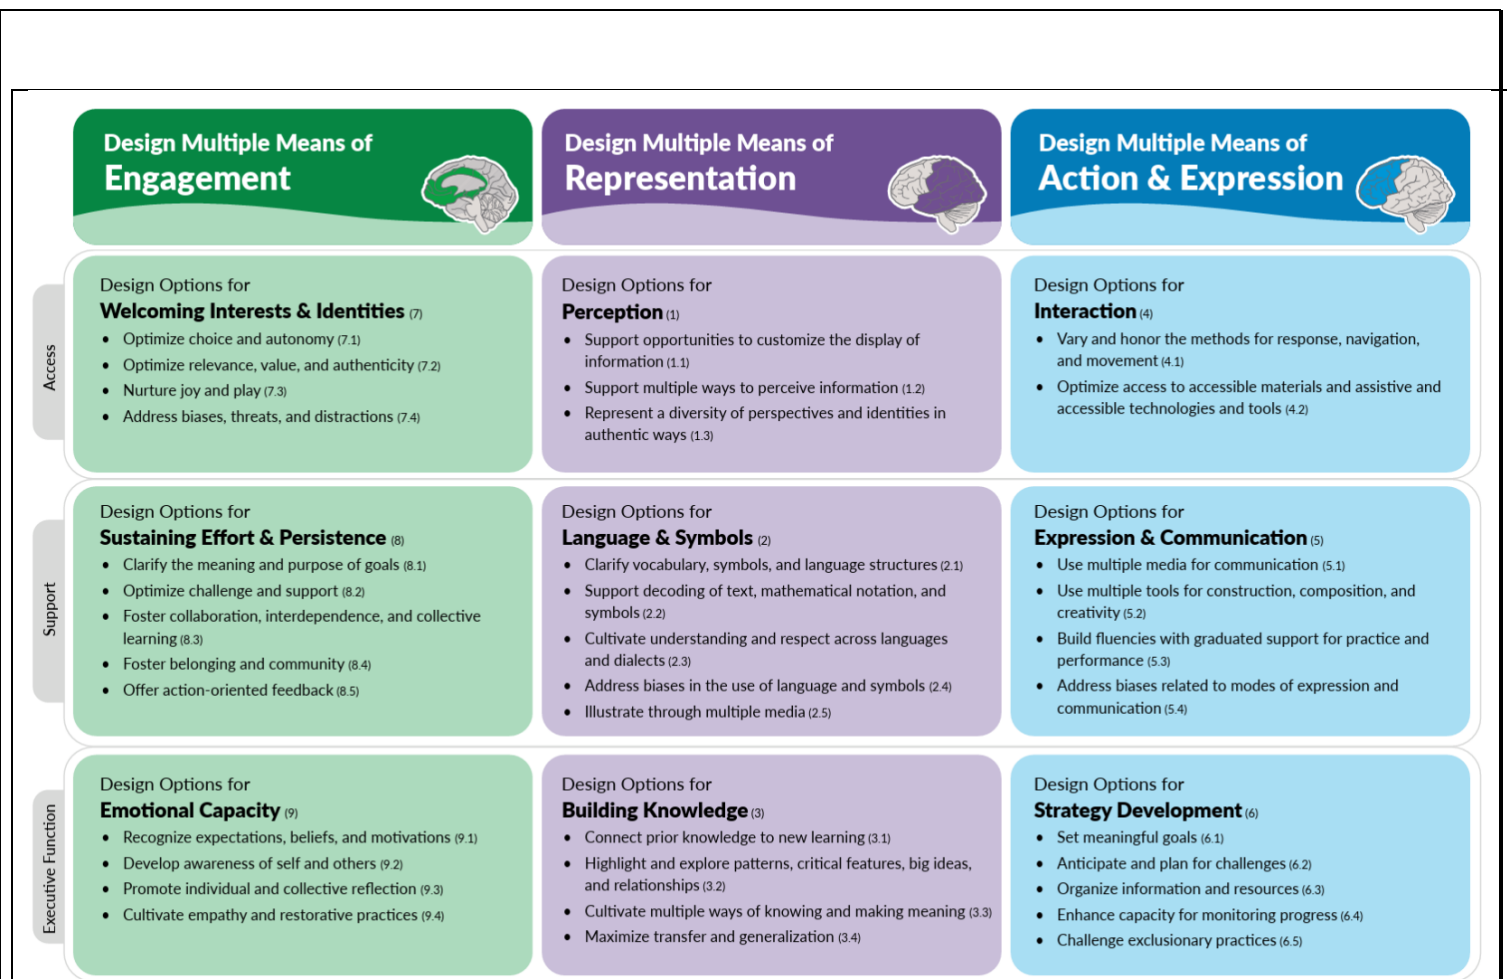 Design Multiple Means of
Engagement
Design Multiple Means of
Representation
Design Multiple Means of
Action & Expression
Access
Design Options for
Welcoming Interests & Identities (7)
• Optimize choice and autonomy (7.1)
• Optimize relevance, value, and authenticity (7.2)
• Nurture joy and play (7.3)
• Address biases, threats, and distractions (7.4)
Design Options for
Perception (1)
• Support opportunities to customize the display of
information (1.1)
• Support multiple ways to perceive information (1.2)
• Represent a diversity of perspectives and identities in
authentic ways (1.3)
Design Options for
Interaction (4)
• Vary and honor the methods for response, navigation,
and movement (4.1)
• Optimize access to accessible materials and assistive and
accessible technologies and tools (4.2)
Support
Design Options for
Sustaining Effort & Persistence (8)
• Clarify the meaning and purpose of goals (8.1)
• Optimize challenge and support (8.2)
• Foster collaboration, interdependence, and collective
learning (8.3)
• Foster belonging and community (8.4)
• Offer action-oriented feedback (8.5)
Design Options for
Language & Symbols (2)
• Clarify vocabulary, symbols, and language structures (2.1)
• Support decoding of text, mathematical notation, and
symbols (2.2)
• Cultivate understanding and respect across languages
and dialects (2.3)
• Address biases in the use of language and symbols (2.4)
• Illustrate through multiple media (2.5)
Design Options for
Expression & Communication (5)
• Use multiple media for communication (5.1)
• Use multiple tools for construction, composition, and
creativity (5.2)
• Build fluencies with graduated support for practice and
performance (5.3)
• Address biases related to modes of expression and
communication (5.4)
Executive Function
Design Options for
Emotional Capacity (9)
• Recognize expectations, beliefs, and motivations (9.1)
• Develop awareness of self and others (9.2)
• Promote individual and collective reflection (9.3)
• Cultivate empathy and restorative practices (9.4)
Design Options for
Building Knowledge (3)
• Connect prior knowledge to new learning (3.1)
• Highlight and explore patterns, critical features, big ideas,
and relationships (3.2)
• Cultivate multiple ways of knowing and making meaning (3.3)
• Maximize transfer and generalization (3.4)
Design Options for
Strategy Development (6)
• Set meaningful goals (6.1)
• Anticipate and plan for challenges (6.2)
• Organize information and resources (6.3)
• Enhance capacity for monitoring progress (6.4)
• Challenge exclusionary practices (6.5)